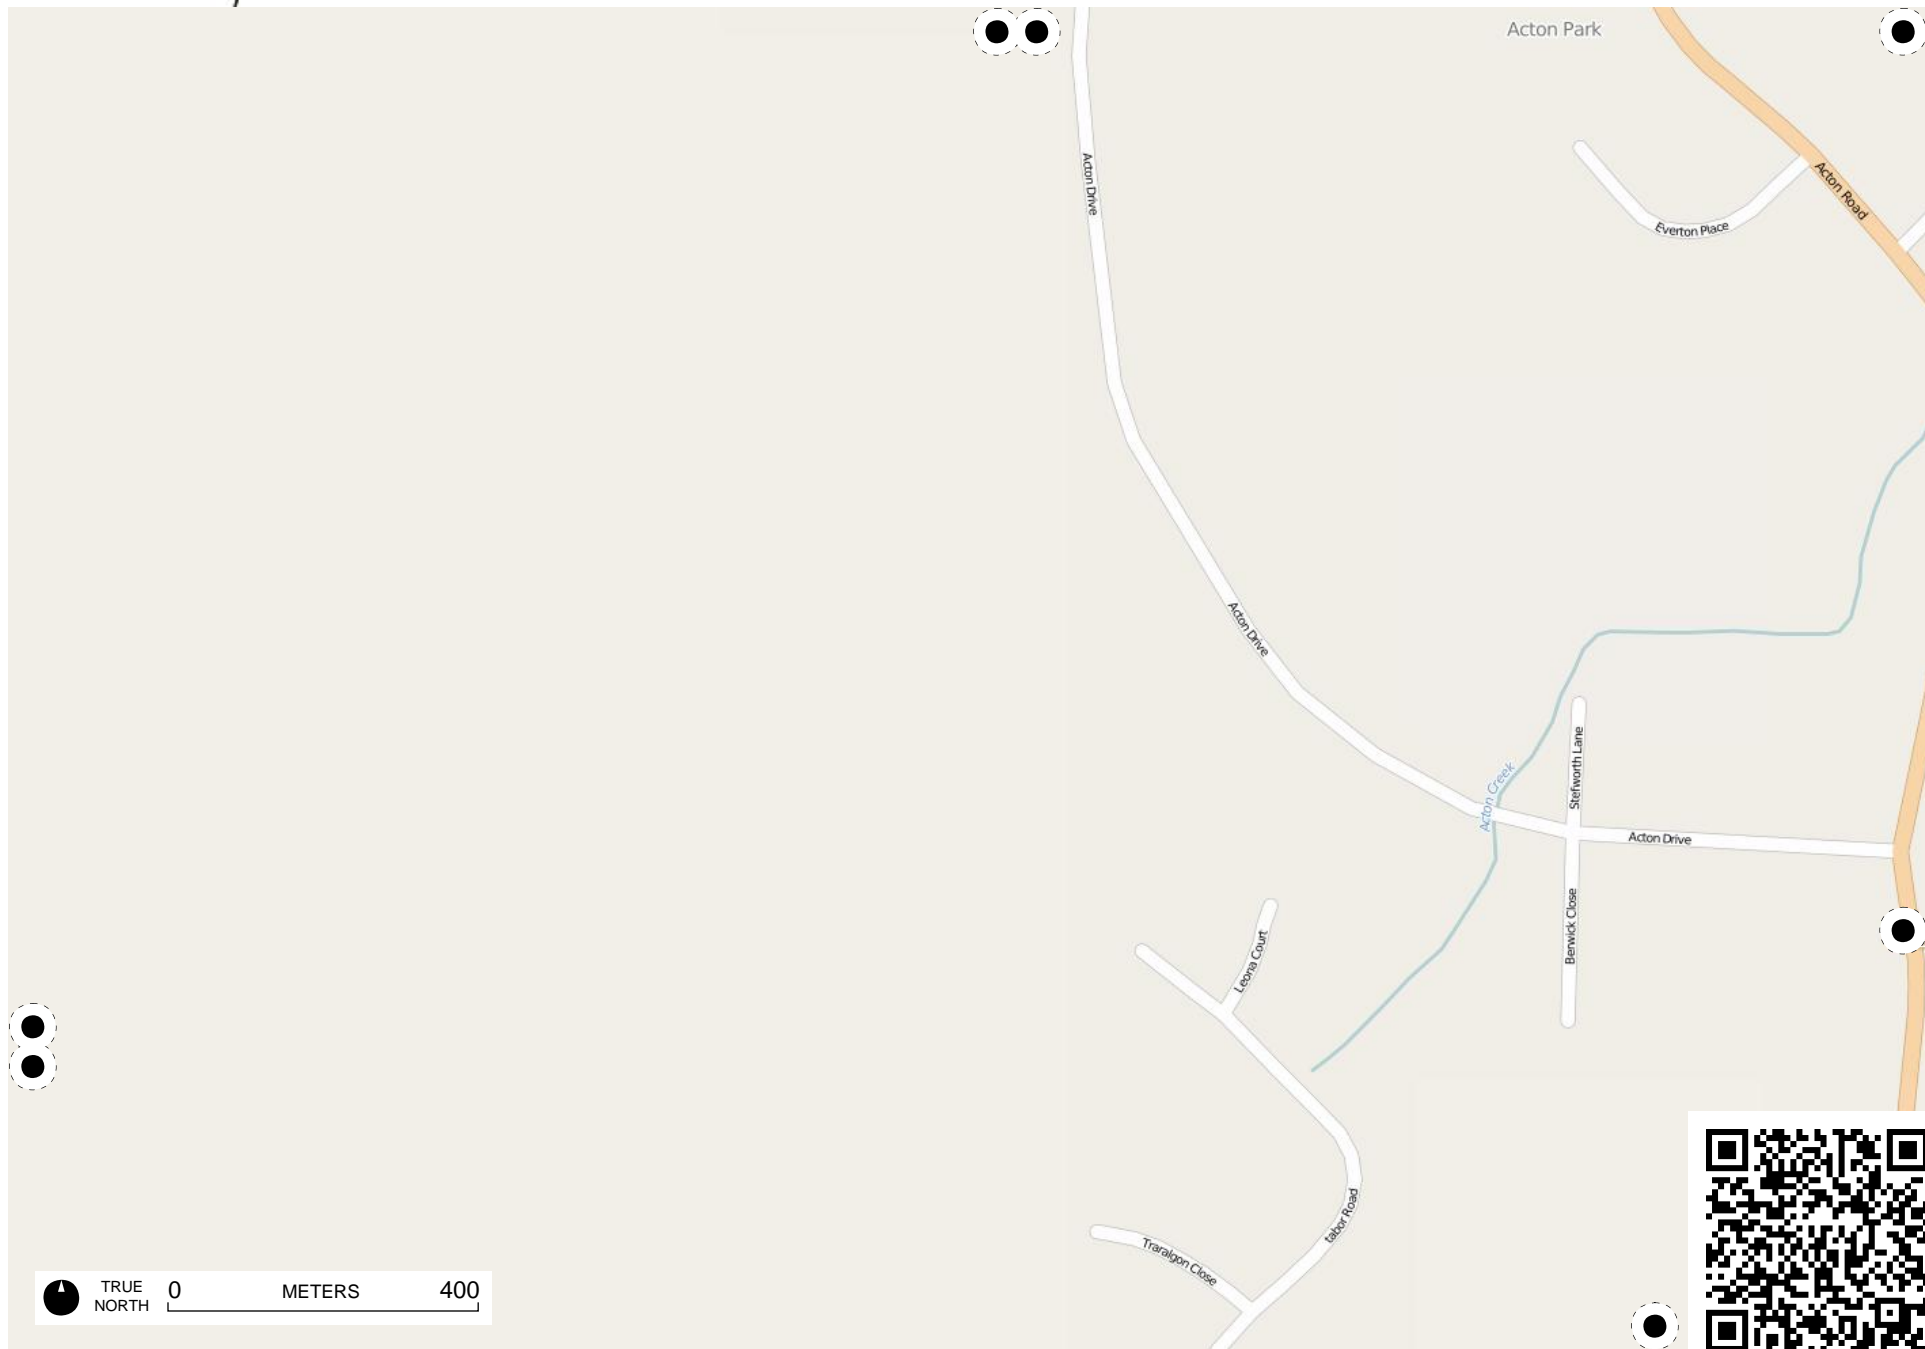 Acton Park
Acton Drive
Acton Road
Everton Place
Acton Drive
Acton Creek
Stefworth Lane
Acton Drive
Berwick Close
Leona Court
tabor Road
Traralgon Close
TRUE
NORTH
0 METERS 400